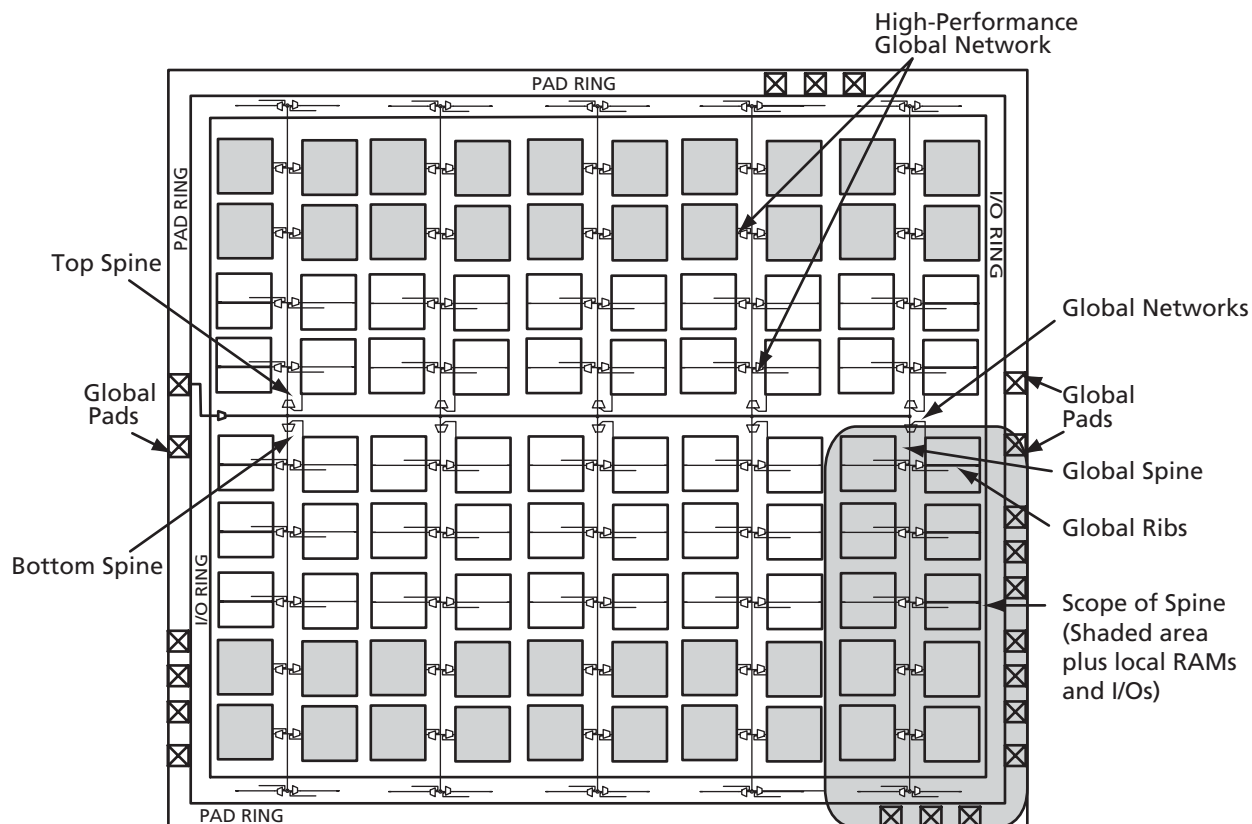 High-Performance
Global Network
PAD RING
PAD RING
I/O RING
Top Spine
Global Networks
Global
Pads
Global
Pads
Global Spine
Global Ribs
Bottom Spine
I/O RING
Scope of Spine
(Shaded area
plus local RAMs
and I/Os)
PAD RING